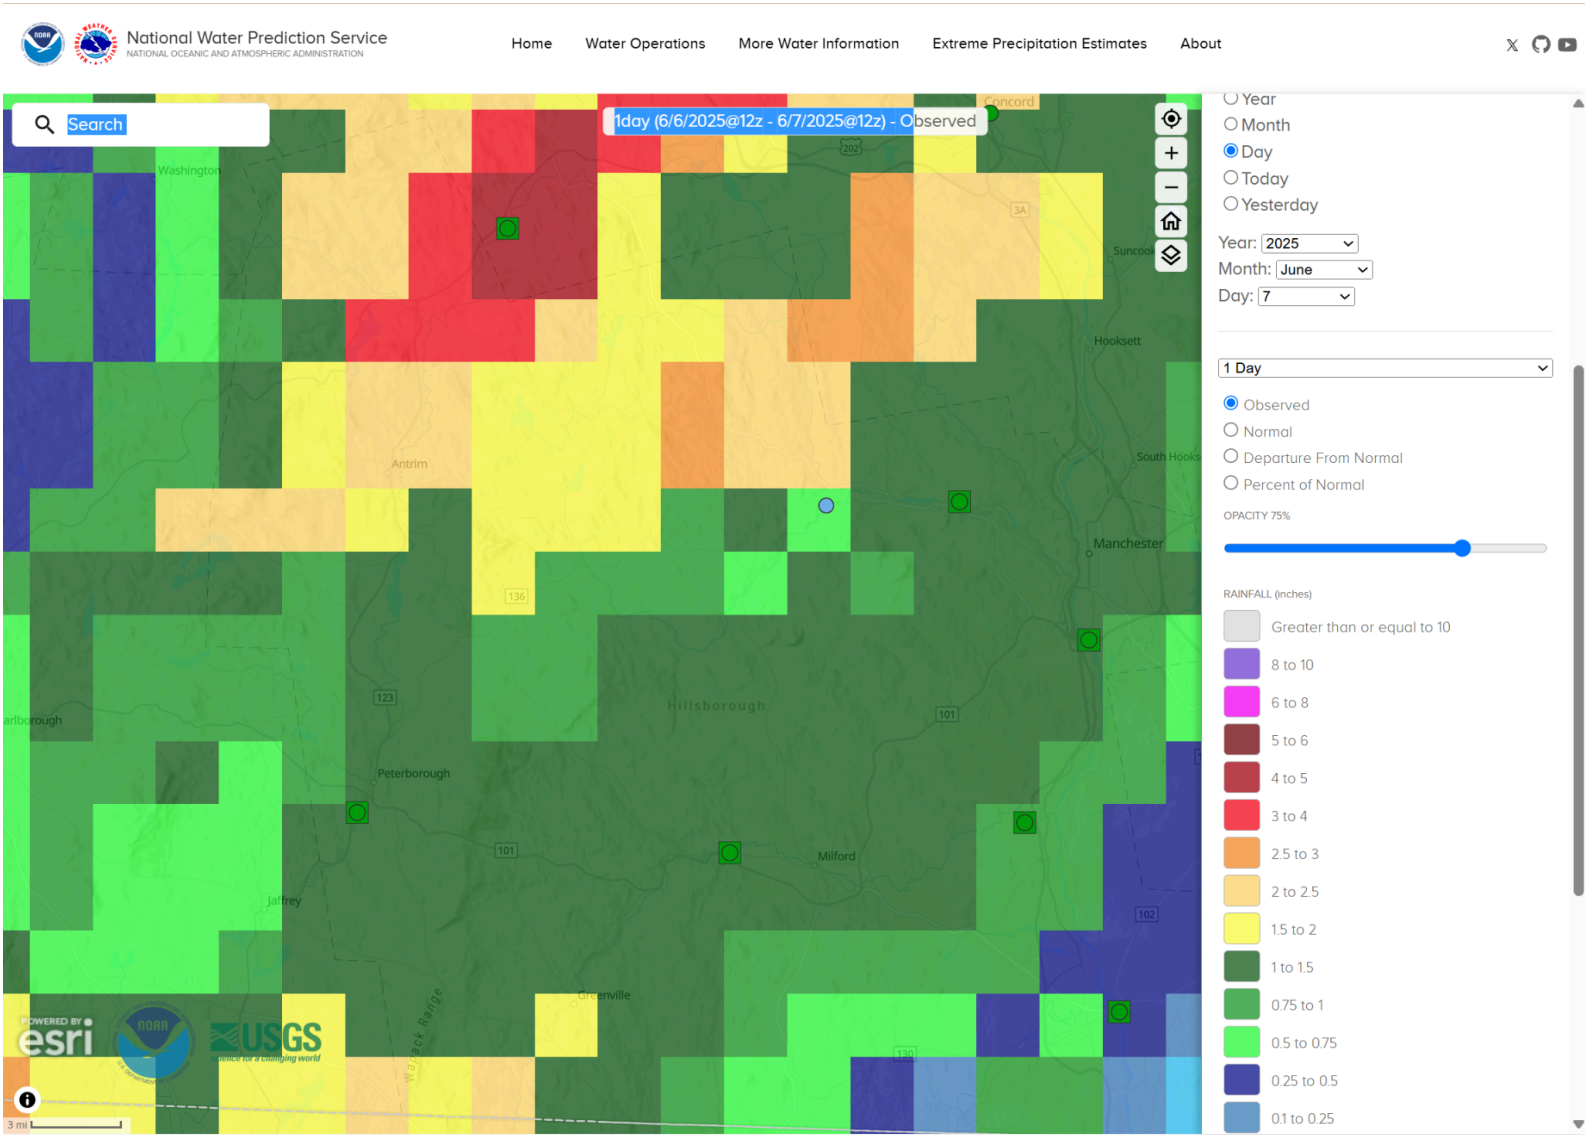 National Water Prediction Service
NATIONAL OCEANIC AND ATMOSPHERIC ADMINISTRATION
Home
Water Operations
More Water Information
Extreme Precipitation Estimates
About
Search
1day (6/6/2025@12z - 6/7/2025@12z) - Observed
Concord
202
Washington
3A
Suncook
Hooksett
Antrim
South Hooks
Manchester
136
123
Hillsborough
101
arlborough
Peterborough
101
Milford
Jaffrey
102
Greenville
Wapack Range
130
POWERED BY
esri
NOAA
USGS
science for a changing world
3 mi
Year
Month
Day
Today
Yesterday
Year: 2025
Month: June
Day: 7
1 Day
Observed
Normal
Departure From Normal
Percent of Normal
OPACITY 75%
RAINFALL (inches)
Greater than or equal to 10
8 to 10
6 to 8
5 to 6
4 to 5
3 to 4
2.5 to 3
2 to 2.5
1.5 to 2
1 to 1.5
0.75 to 1
0.5 to 0.75
0.25 to 0.5
0.1 to 0.25